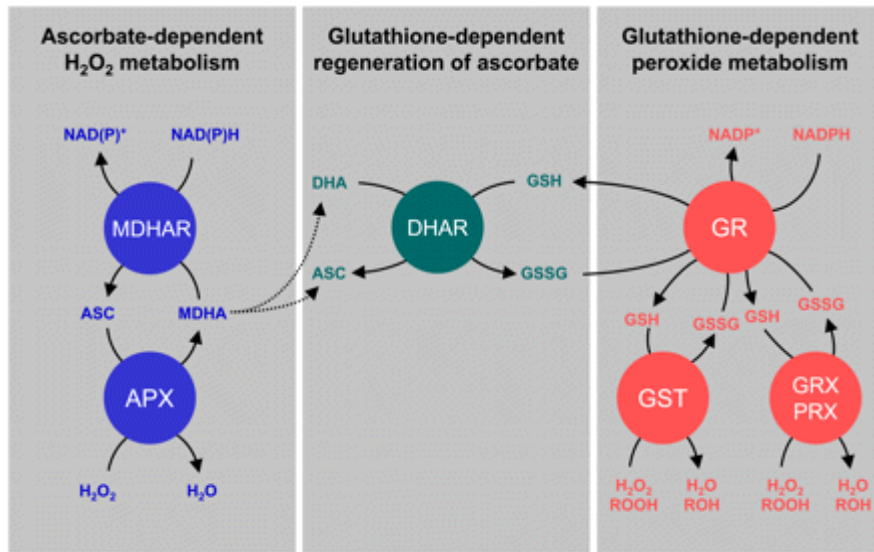 Ascorbate-dependent
H₂O₂ metabolism
NAD(P)⁺ NAD(P)H
MDHAR
ASC MDHA
APX
H₂O₂ H₂O
Glutathione-dependent
regeneration of ascorbate
DHA GSH
DHAR
ASC GSSG
Glutathione-dependent
peroxide metabolism
NADP⁺ NADPH
GR
GSH GSSG GSH GSSG
GST
GRX
PRX
H₂O₂ H₂O H₂O₂ H₂O
ROOH ROH ROOH ROH